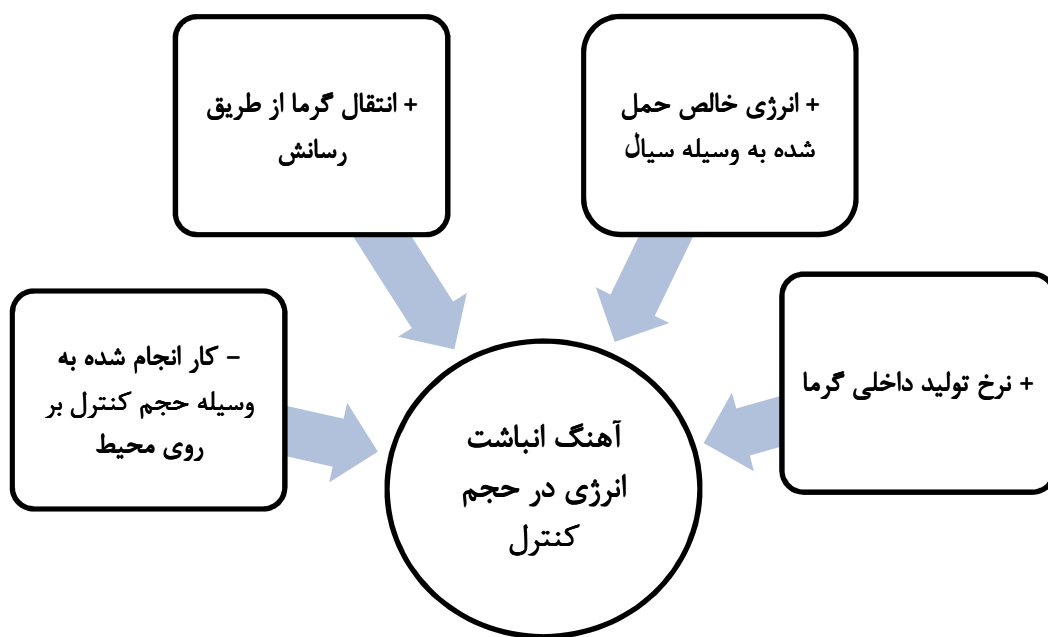 + انرژی خالص حمل
شده به وسیله سیال
+ انتقال گرما از طریق
رسانش
+ نرخ تولید داخلی گرما
– کار انجام شده به
وسیله حجم کنترل بر
روی محیط
آهنگ انباشت
انرژی در حجم
کنترل